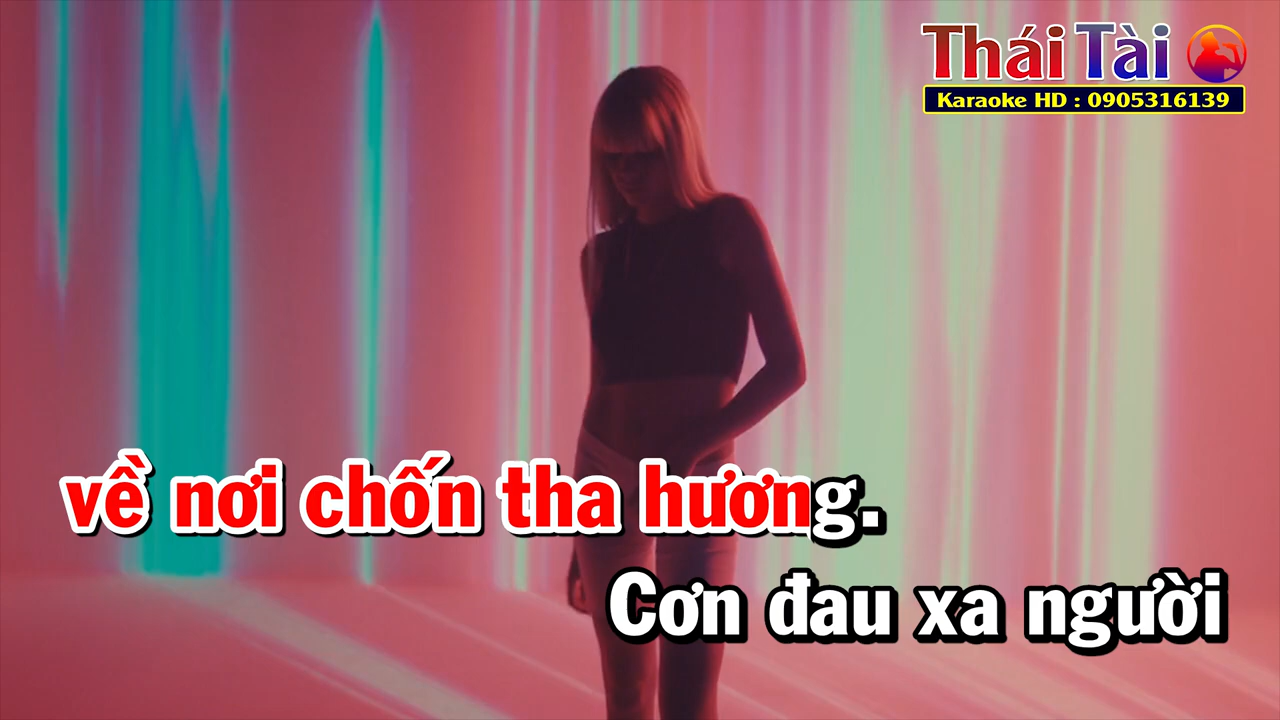 Thái Tài
Karaoke HD : 0905316139
về nơi chốn tha hương.
Cơn đau xa người